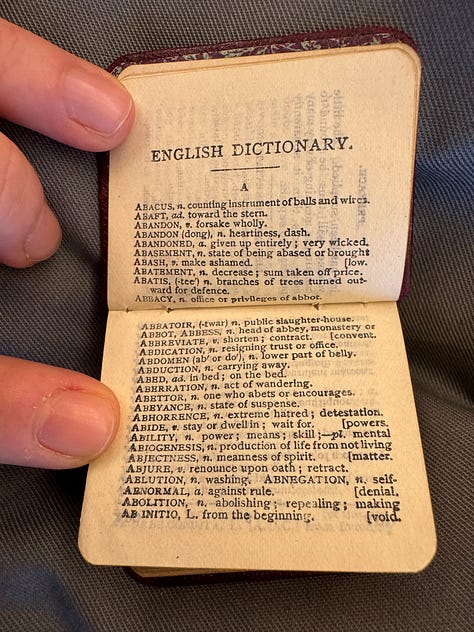 ENGLISH DICTIONARY.
A
ABACUS, n. counting instrument of balls and wires.
ABAFT, ad. toward the stern.
ABANDON, v. forsake wholly.
ABANDON (dong), n. heartiness, dash.
ABANDONED, a. given up entirely; very wicked.
ABASEMENT, n. state of being abased or brought
ABASH, v. make ashamed. [low.
ABATEMENT, n. decrease; sum taken off price.
ABATIS, (-tee') n. branches of trees turned out-
ward for defence.
ABBACY, n. office or privileges of abbot.
ABBATOIR, (-twar) n. public slaughter-house.
ABBOT, ABBESS, n. head of abbey, monastery or
ABBREVIATE, v. shorten; contract. [convent.
ABDICATION, n. resigning trust or office.
ABDOMEN (ab' or do'), n. lower part of belly.
ABDUCTION, n. carrying away.
ABED, ad. in bed; on the bed.
ABERRATION, n. act of wandering.
ABETTOR, n. one who abets or encourages.
ABEYANCE, n. state of suspense.
ABHORRENCE, n. extreme hatred; detestation.
ABIDE, v. stay or dwell in; wait for. [powers.
ABILITY, n. power; means; skill;—pl. mental
ABIOGENESIS, n. production of life from not living
ABJECTNESS, n. meanness of spirit. [matter.
ABJURE, v. renounce upon oath; retract.
ABLUTION, n. washing. ABNEGATION, n. self-
ABNORMAL, a. against rule. [denial.
ABOLITION, n. abolishing; repealing; making
AB INITIO, L. from the beginning. [void.